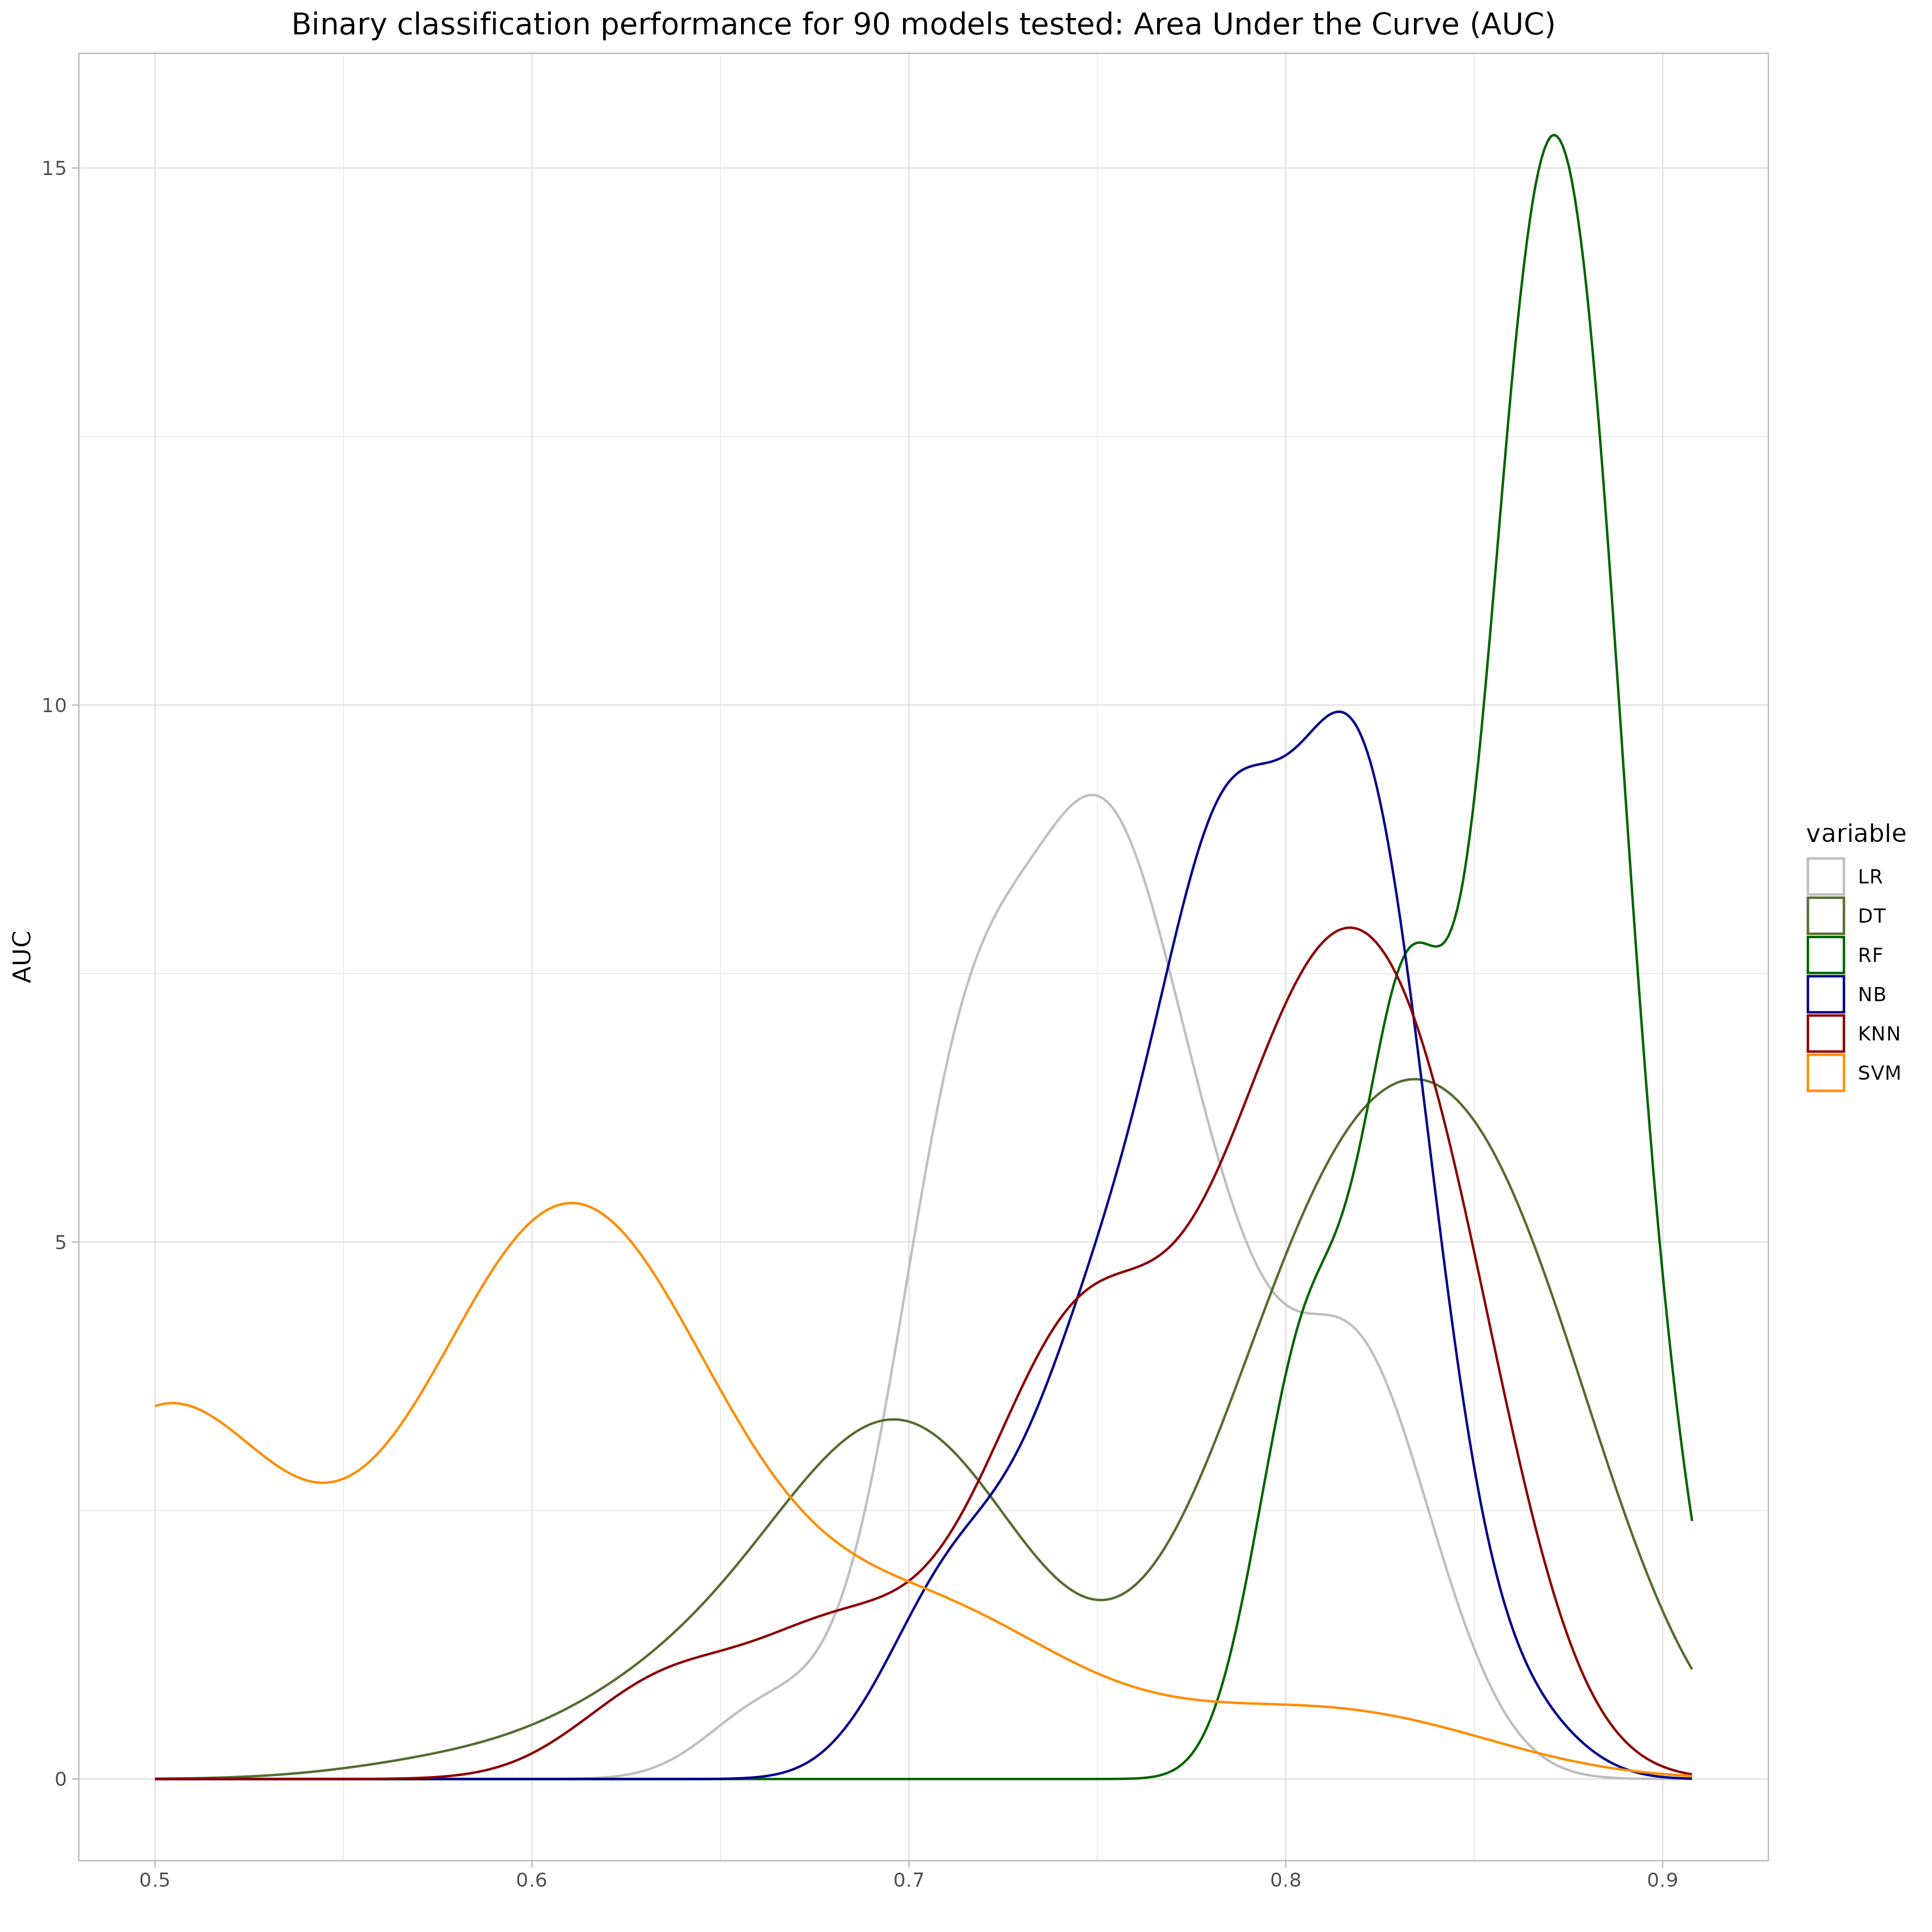 Binary classification performance for 90 models tested: Area Under the Curve (AUC)
15
10
5
0
AUC
0.5 0.6 0.7 0.8 0.9
variable
LR
DT
RF
NB
KNN
SVM